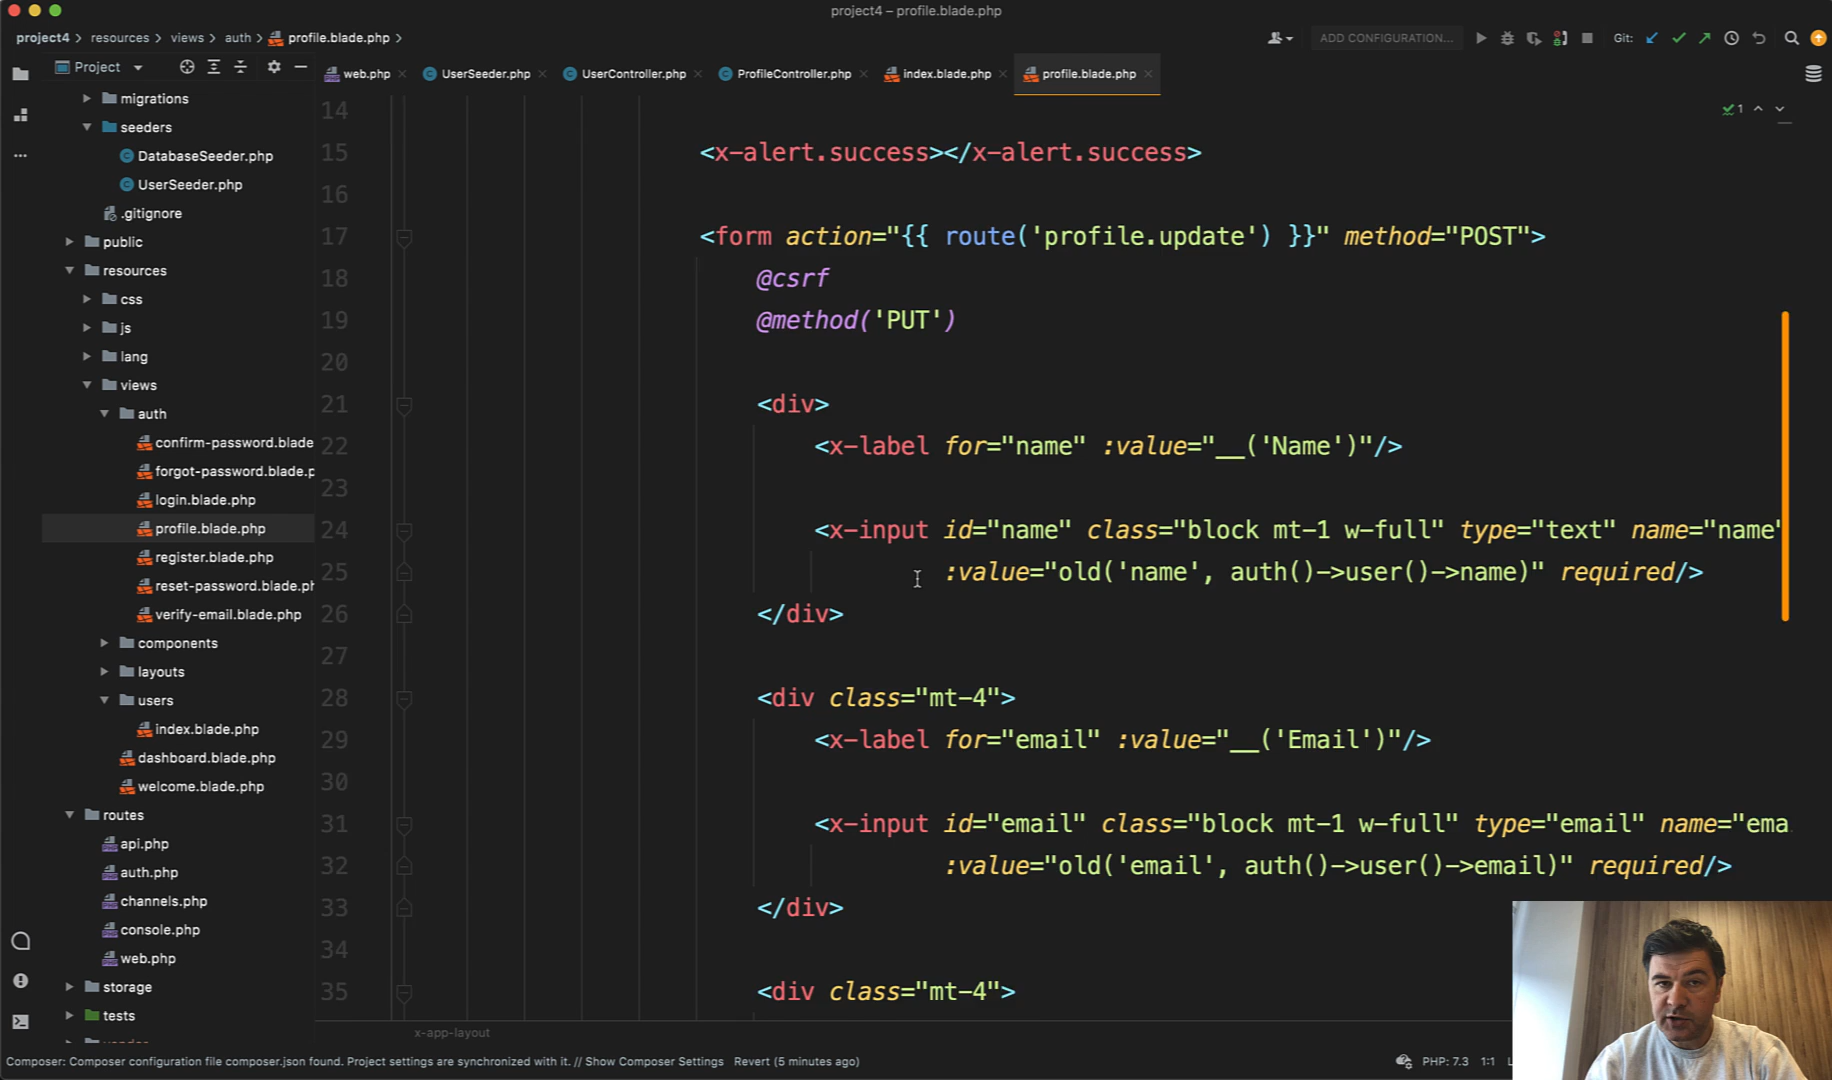 project4 – profile.blade.php
project4 › resources › views › auth › profile.blade.php ›
ADD CONFIGURATION...
Git:
Project
web.php
UserSeeder.php
UserController.php
ProfileController.php
index.blade.php
profile.blade.php
1
migrations
seeders
DatabaseSeeder.php
UserSeeder.php
.gitignore
public
resources
css
js
lang
views
auth
confirm-password.blade
forgot-password.blade.p
login.blade.php
profile.blade.php
register.blade.php
reset-password.blade.ph
verify-email.blade.php
components
layouts
users
index.blade.php
dashboard.blade.php
welcome.blade.php
routes
api.php
auth.php
channels.php
console.php
web.php
storage
tests
14
15 <x-alert.success></x-alert.success>
16
17 <form action="{{ route('profile.update') }}" method="POST">
18 @csrf
19 @method('PUT')
20
21 <div>
22 <x-label for="name" :value="__('Name')"/>
23
24 <x-input id="name" class="block mt-1 w-full" type="text" name="name"
25 :value="old('name', auth()->user()->name)" required/>
26 </div>
27
28 <div class="mt-4">
29 <x-label for="email" :value="__('Email')"/>
30
31 <x-input id="email" class="block mt-1 w-full" type="email" name="ema
32 :value="old('email', auth()->user()->email)" required/>
33 </div>
34
35 <div class="mt-4">
x-app-layout
Composer: Composer configuration file composer.json found. Project settings are synchronized with it. // Show Composer Settings Revert (5 minutes ago)
PHP: 7.3 1:1